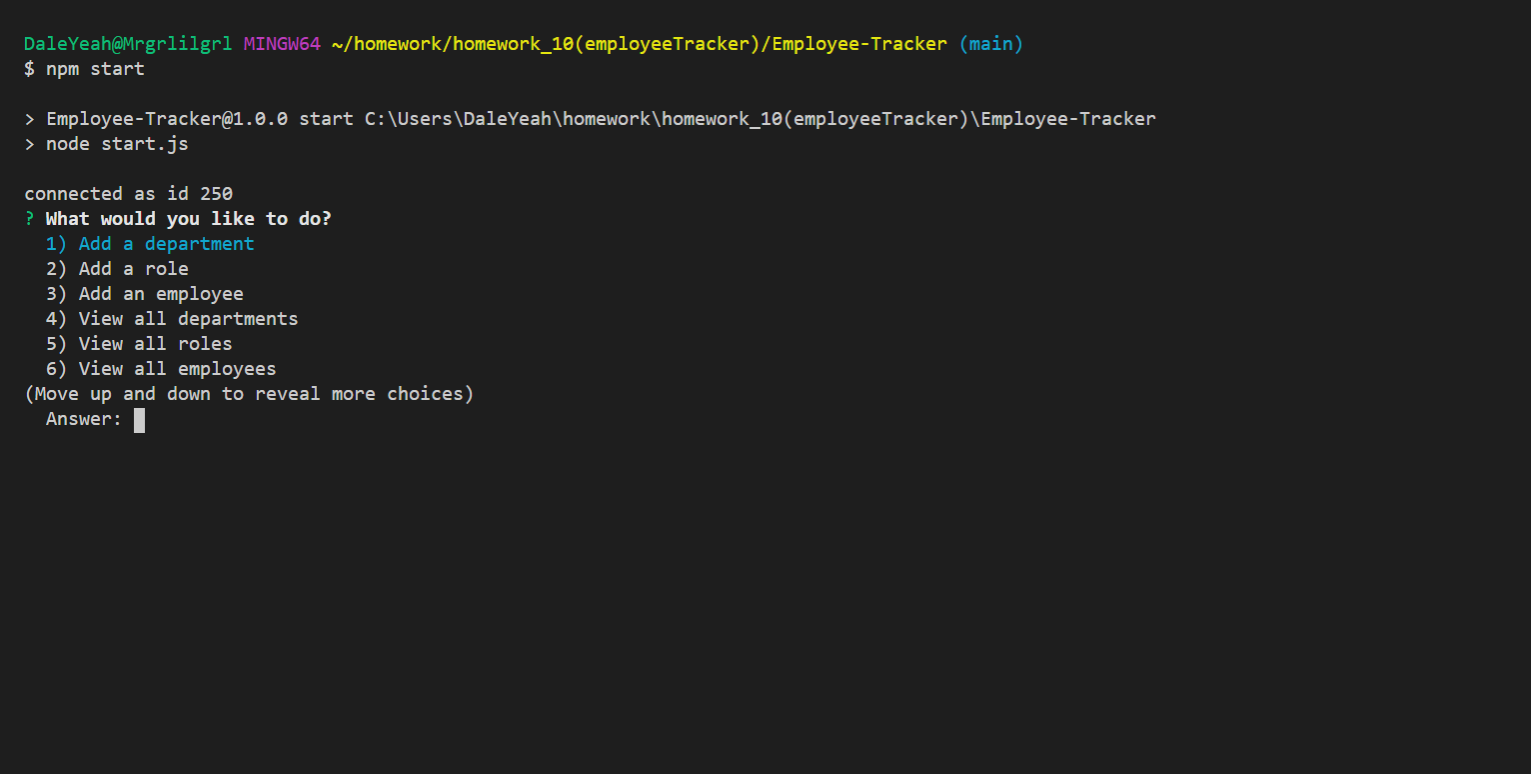 DaleYeah@Mrgrlilgrl MINGW64 ~/homework/homework_10(employeeTracker)/Employee-Tracker (main)
$ npm start
> Employee-Tracker@1.0.0 start C:\Users\DaleYeah\homework\homework_10(employeeTracker)\Employee-Tracker
> node start.js
connected as id 250
? What would you like to do?
1) Add a department
2) Add a role
3) Add an employee
4) View all departments
5) View all roles
6) View all employees
(Move up and down to reveal more choices)
Answer: